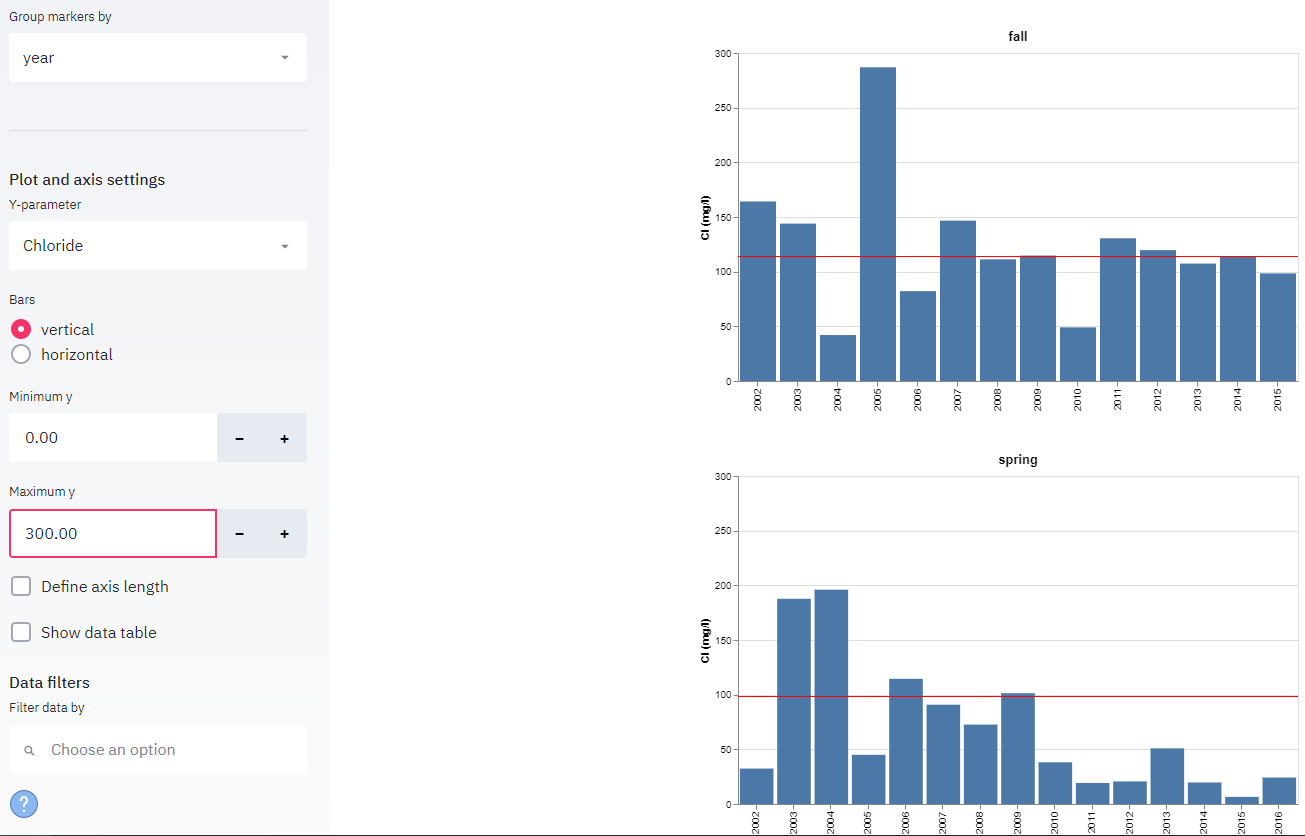 Group markers by
year
Plot and axis settings
Y-parameter
Chloride
Bars
vertical
horizontal
Minimum y
0.00
-
+
Maximum y
300.00
-
+
Define axis length
Show data table
Data filters
Filter data by
Choose an option
?
fall
Cl (mg/l)
300
250
200
150
100
50
0
2002 2003 2004 2005 2006 2007 2008 2009 2010 2011 2012 2013 2014 2015
spring
Cl (mg/l)
300
250
200
150
100
50
0
2002 2003 2004 2005 2006 2007 2008 2009 2010 2011 2012 2013 2014 2015 2016